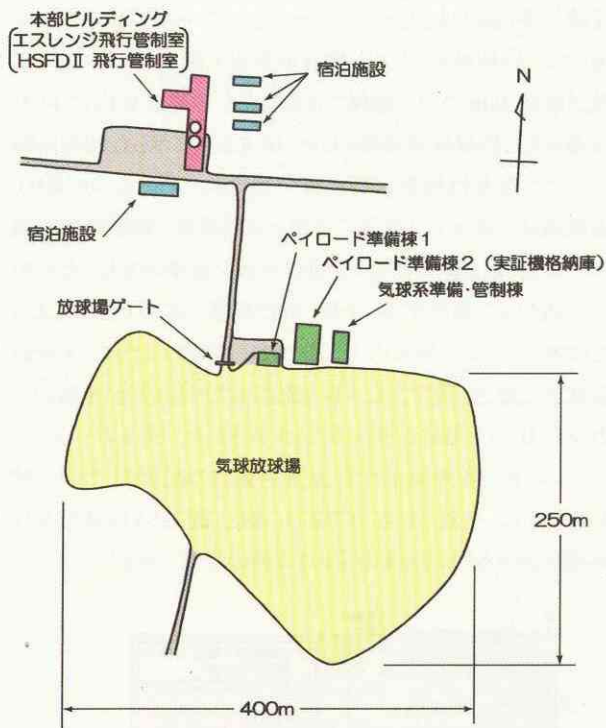 本部ビルディング
エスレンジ飛行管制室
HSFDⅡ 飛行管制室
宿泊施設
N
宿泊施設
ペイロード準備棟1
ペイロード準備棟2（実証機格納庫）
気球系準備・管制棟
放球場ゲート
気球放球場
250m
400m